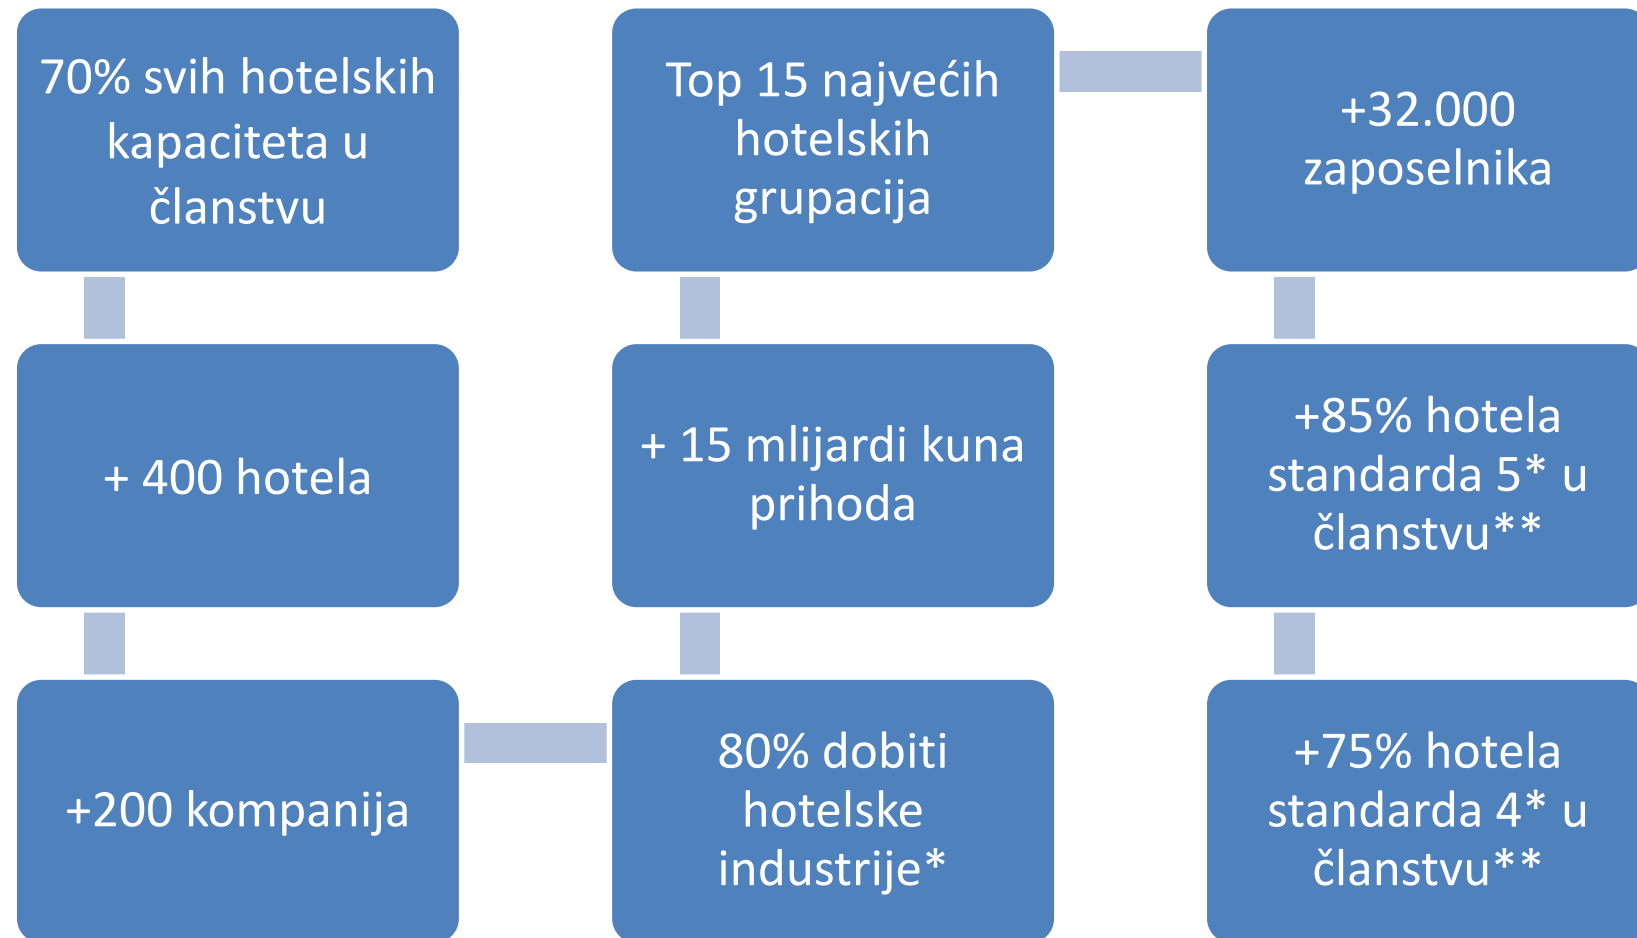 70% svih hotelskih
kapaciteta u
članstvu
+ 400 hotela
+200 kompanija
80% dobiti
hotelske
industrije*
+ 15 mlijardi kuna
prihoda
Top 15 najvećih
hotelskih
grupacija
+32.000
zaposelnika
+85% hotela
standarda 5* u
članstvu**
+75% hotela
standarda 4* u
članstvu**